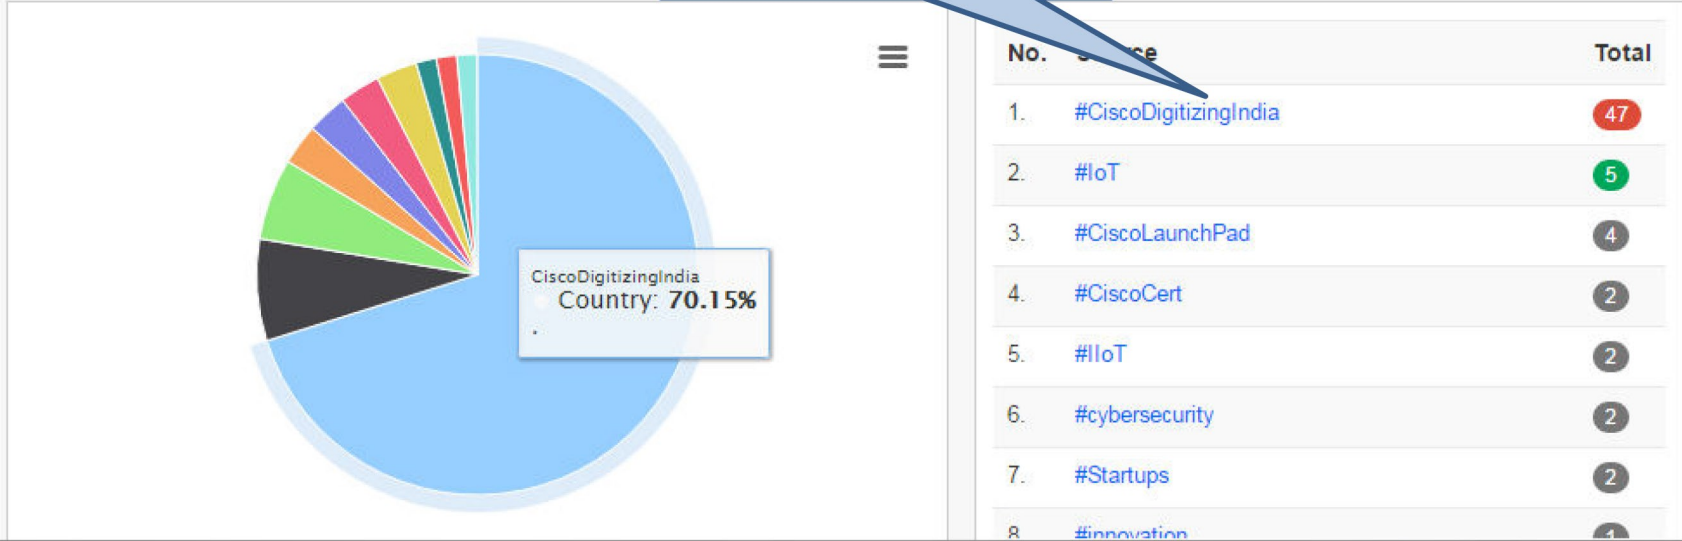 CiscoDigitizingIndia
Country: 70.15%
.
No. Total
1. #CiscoDigitizingIndia 47
2. #IoT 5
3. #CiscoLaunchPad 4
4. #CiscoCert 2
5. #IIoT 2
6. #cybersecurity 2
7. #Startups 2
8. #innovation 1